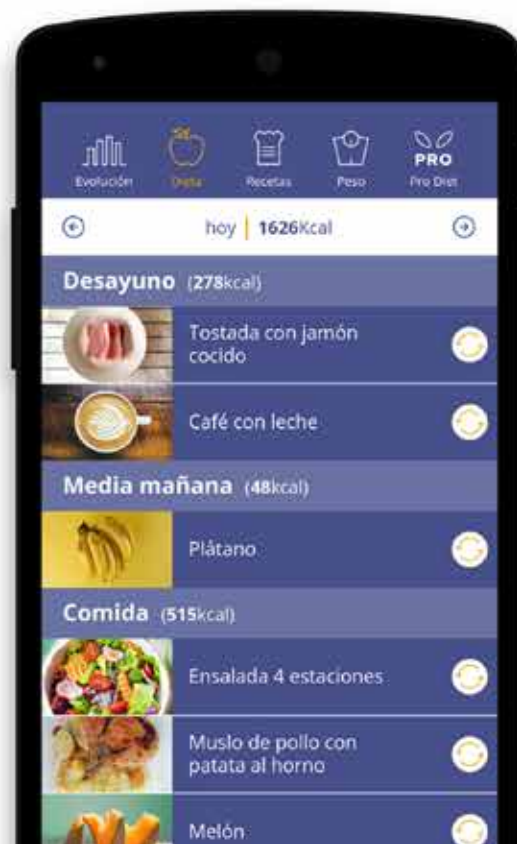 Evolución
Dieta
Recetas
Peso
PRO
Pro Diet
hoy | 1626Kcal
Desayuno (278kcal)
Tostada con jamón
cocido
Café con leche
Media mañana (48kcal)
Plátano
Comida (515kcal)
Ensalada 4 estaciones
Muslo de pollo con
patata al horno
Melón